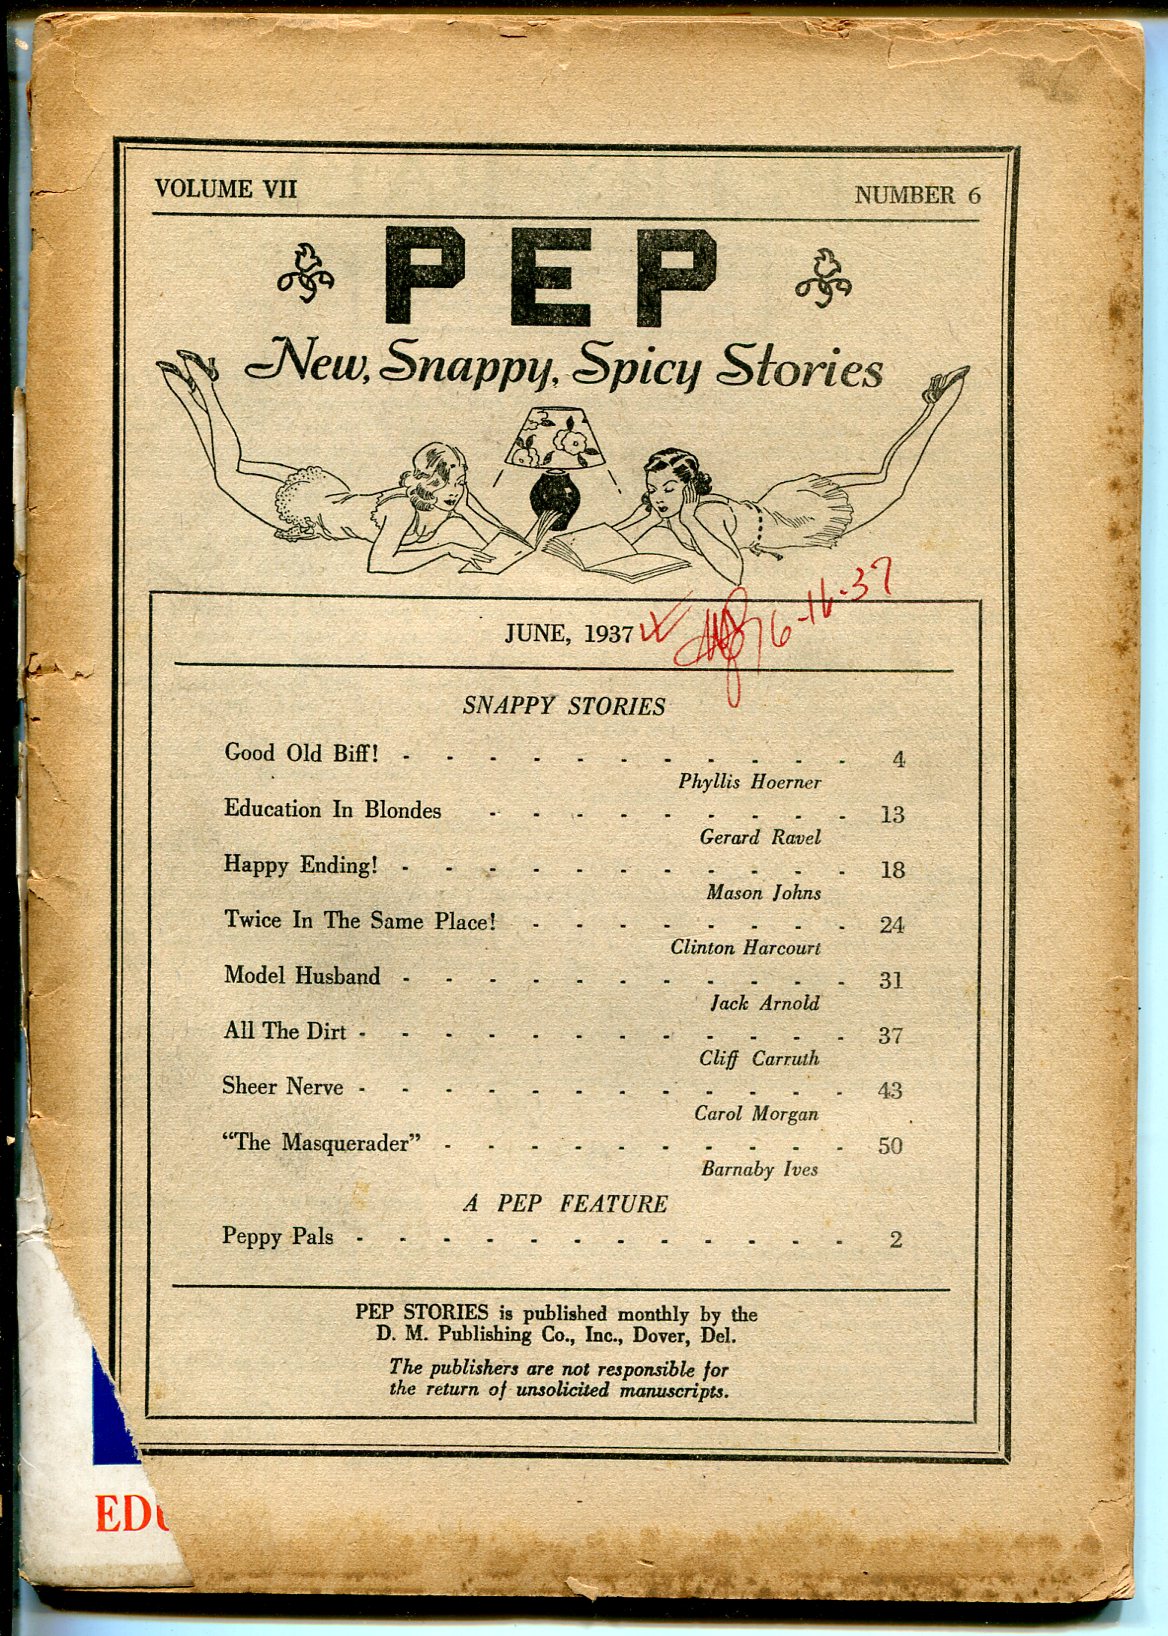 VOLUME VII NUMBER 6
PEP
New, Snappy, Spicy Stories
JUNE, 1937 6-16-37
SNAPPY STORIES
Good Old Biff! - - - - - - - - - - - 4
Phyllis Hoerner
Education In Blondes - - - - - - - - - 13
Gerard Ravel
Happy Ending! - - - - - - - - - - - 18
Mason Johns
Twice In The Same Place! - - - - - - - - 24
Clinton Harcourt
Model Husband - - - - - - - - - - - 31
Jack Arnold
All The Dirt - - - - - - - - - - - - 37
Cliff Carruth
Sheer Nerve - - - - - - - - - - - - 43
Carol Morgan
“The Masquerader” - - - - - - - - - - 50
Barnaby Ives
A PEP FEATURE
Peppy Pals - - - - - - - - - - - - 2
PEP STORIES is published monthly by the
D. M. Publishing Co., Inc., Dover, Del.
The publishers are not responsible for
the return of unsolicited manuscripts.